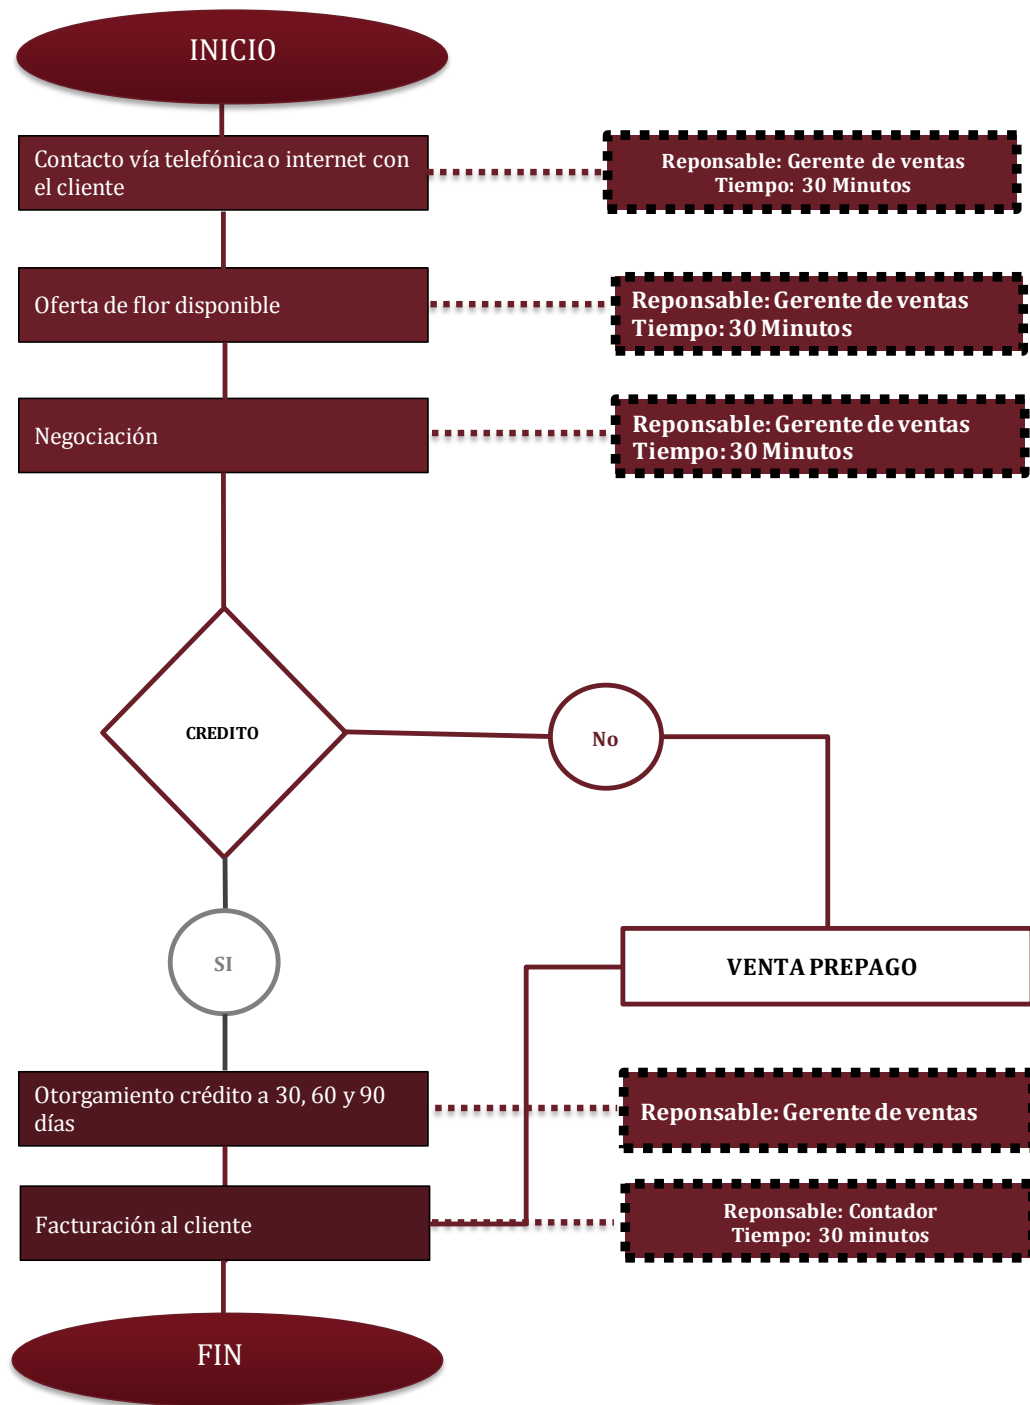 INICIO
Contacto vía telefónica o internet con
el cliente
Reponsable: Gerente de ventas
Tiempo: 30 Minutos
Oferta de flor disponible
Reponsable: Gerente de ventas
Tiempo: 30 Minutos
Negociación
Reponsable: Gerente de ventas
Tiempo: 30 Minutos
CREDITO
No
SI
VENTA PREPAGO
Otorgamiento crédito a 30, 60 y 90
días
Reponsable: Gerente de ventas
Facturación al cliente
Reponsable: Contador
Tiempo: 30 minutos
FIN